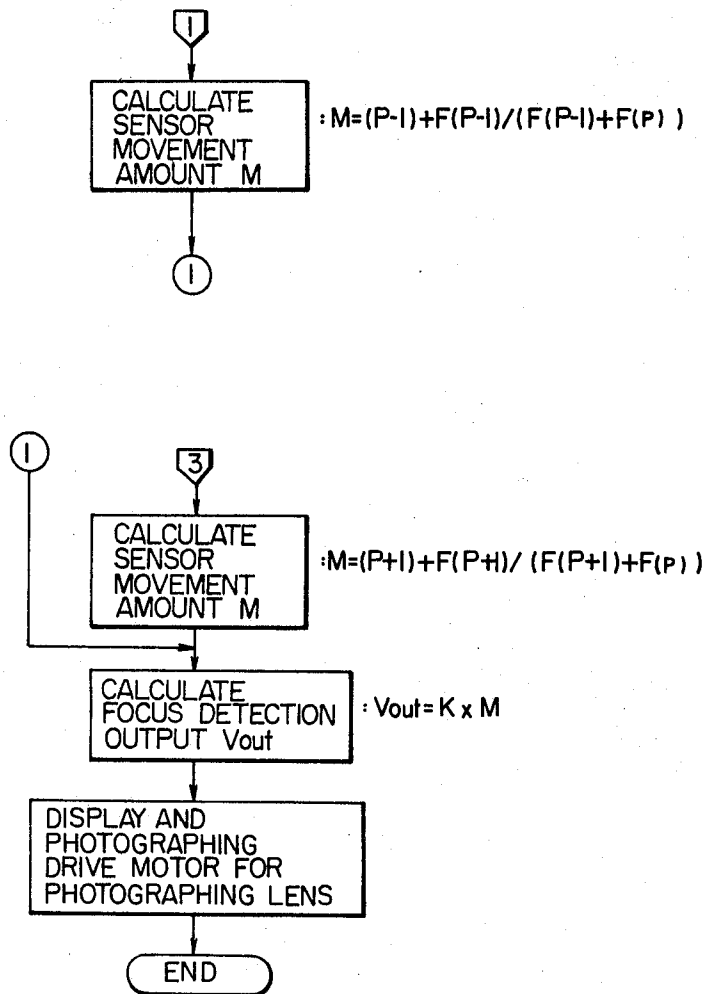 1
CALCULATE
SENSOR
MOVEMENT
AMOUNT M
: M=(P-1)+F(P-1)/(F(P-1)+F(P))
1
1
3
CALCULATE
SENSOR
MOVEMENT
AMOUNT M
:M=(P+1)+F(P+1)/(F(P+1)+F(P))
CALCULATE
FOCUS DETECTION
OUTPUT Vout
: Vout=K x M
DISPLAY AND
PHOTOGRAPHING
DRIVE MOTOR FOR
PHOTOGRAPHING LENS
END